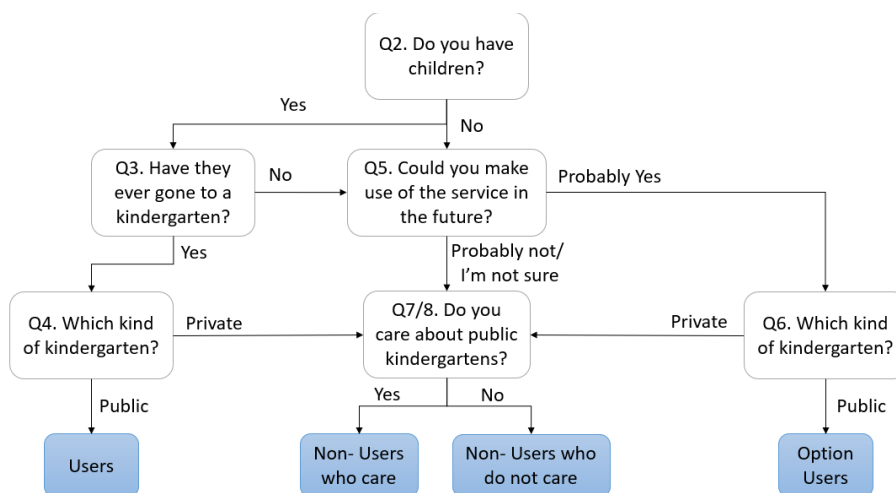 Q2. Do you have
children?
Yes
No
Q3. Have they
ever gone to a
kindergarten?
No
Q5. Could you make
use of the service in
the future?
Probably Yes
Yes
Probably not/
I'm not sure
Q4. Which kind
of kindergarten?
Private
Q7/8. Do you
care about public
kindergartens?
Private
Q6. Which kind
of kindergarten?
Public
Yes
No
Public
Users
Non- Users
who care
Non- Users who
do not care
Option
Users